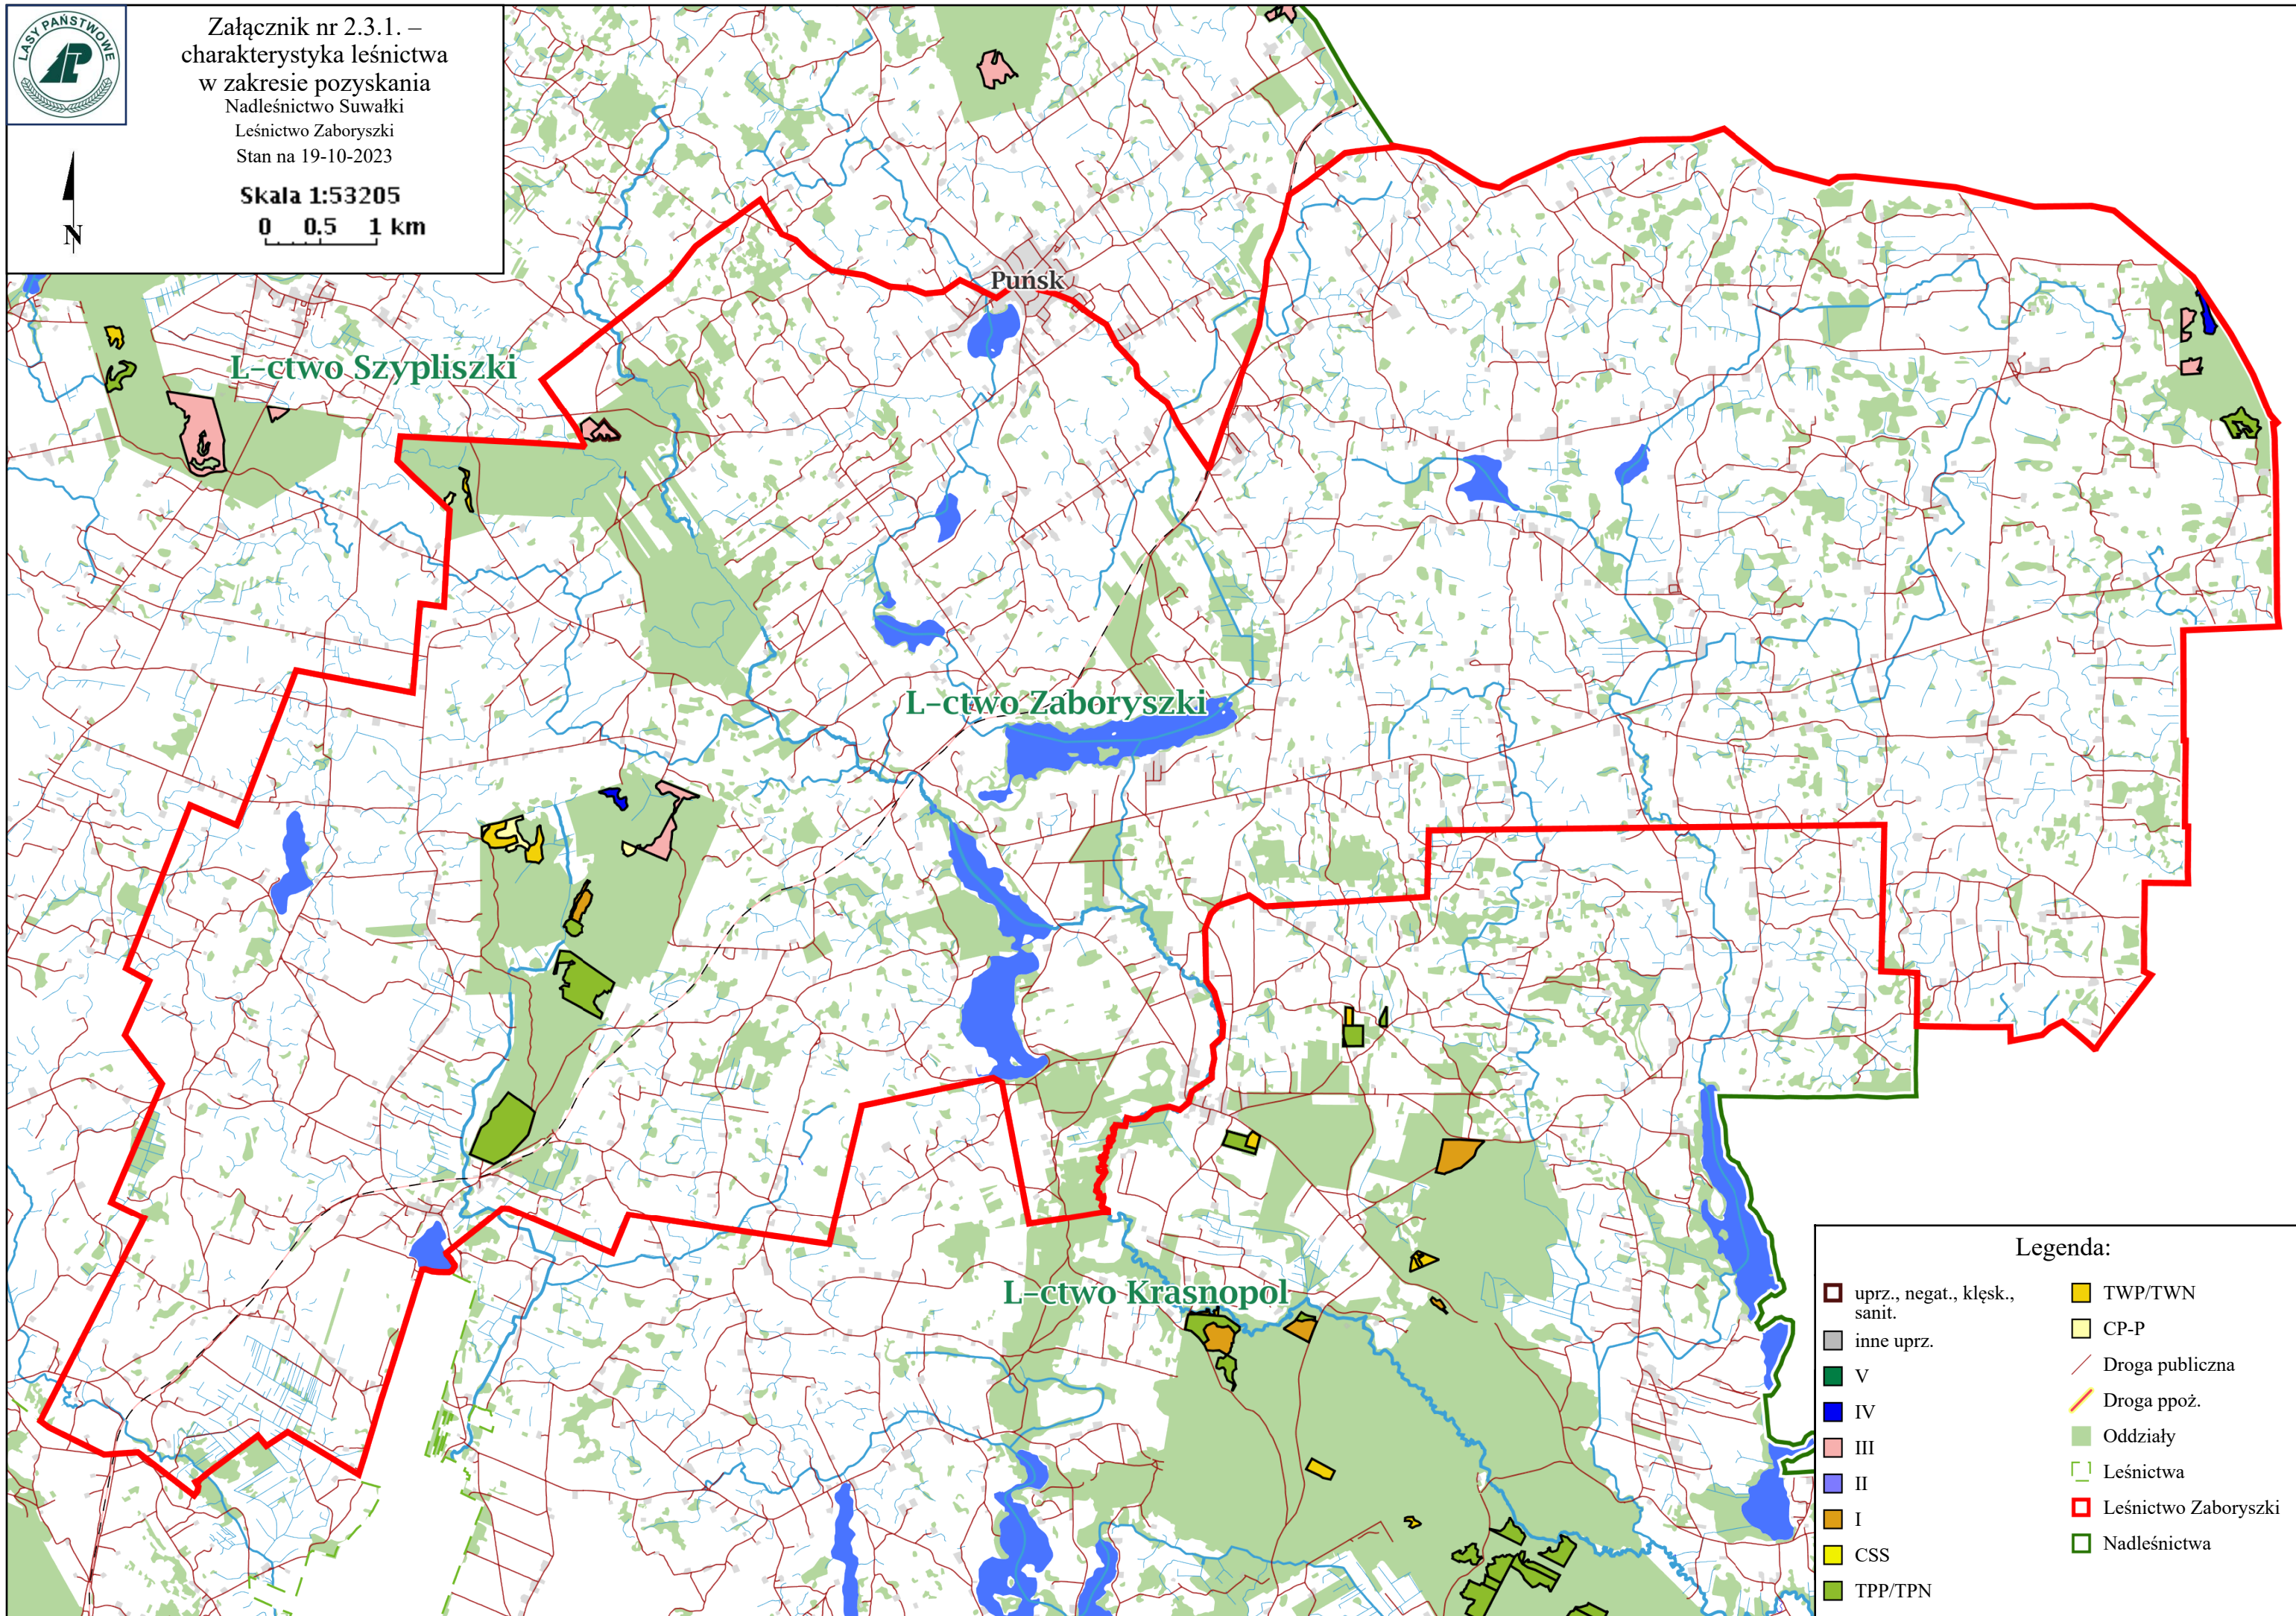 LASY PAŃSTWOWE
Załącznik nr 2.3.1. –
charakterystyka leśnictwa
w zakresie pozyskania
Nadleśnictwo Suwałki
Leśnictwo Zaboryszki
Stan na 19-10-2023
Skala 1:53205
0 0.5 1 km
N
Puńsk
L-ctwo Szypliszki
L-ctwo Zaboryszki
L-ctwo Krasnopol
Legenda:
uprz., negat., klęsk.,
sanit.
inne uprz.
V
IV
III
II
I
CSS
TPP/TPN
TWP/TWN
CP-P
Droga publiczna
Droga ppoż.
Oddziały
Leśnictwa
Leśnictwo Zaboryszki
Nadleśnictwa